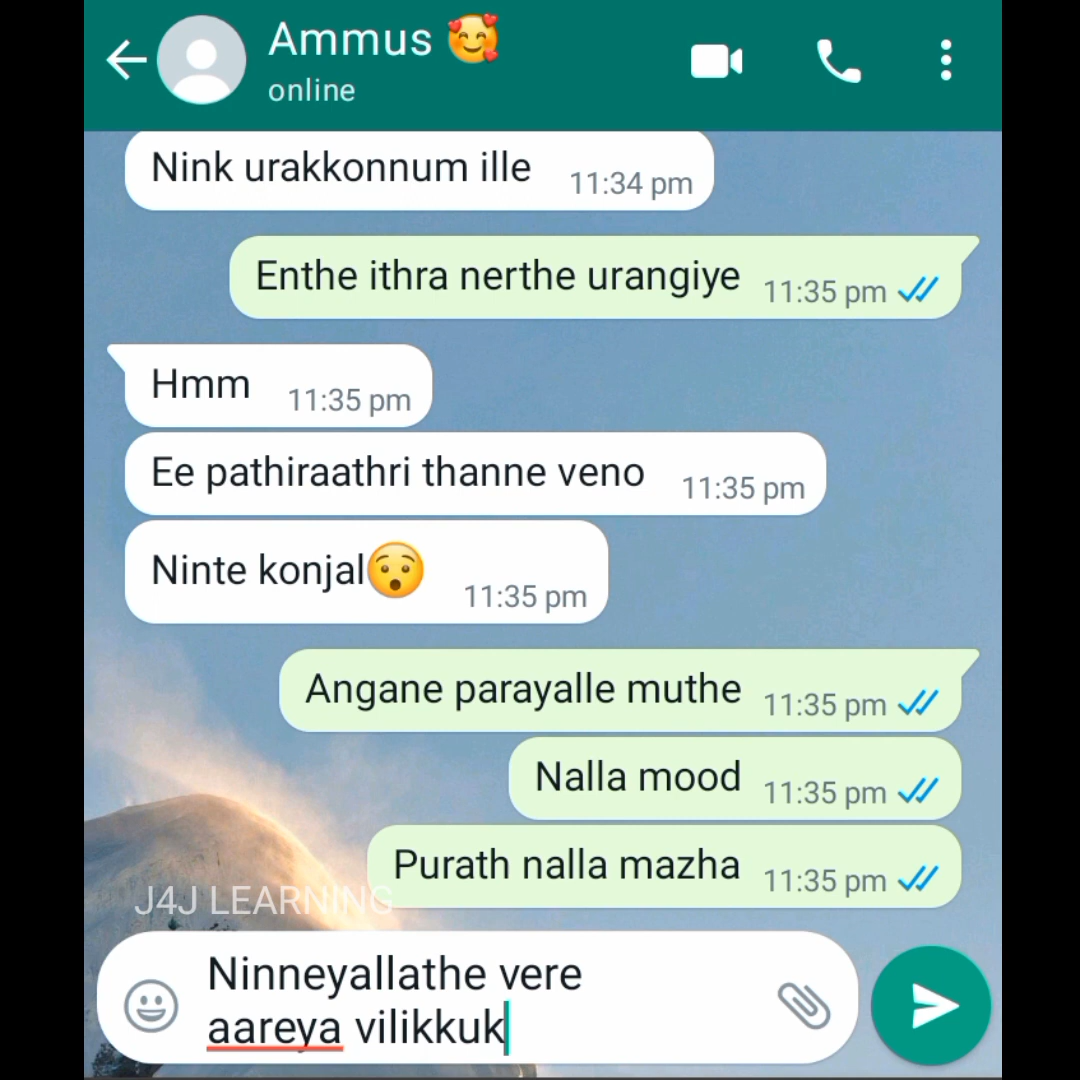 Ammus 🥰
online
Nink urakkonnum ille 11:34 pm
Enthe ithra nerthe urangiye 11:35 pm
Hmm 11:35 pm
Ee pathiraathri thanne veno 11:35 pm
Ninte konjal😯 11:35 pm
Angane parayalle muthe 11:35 pm
Nalla mood 11:35 pm
Purath nalla mazha 11:35 pm
J4J LEARNING
Ninneyallathe vere
aareya vilikkuk